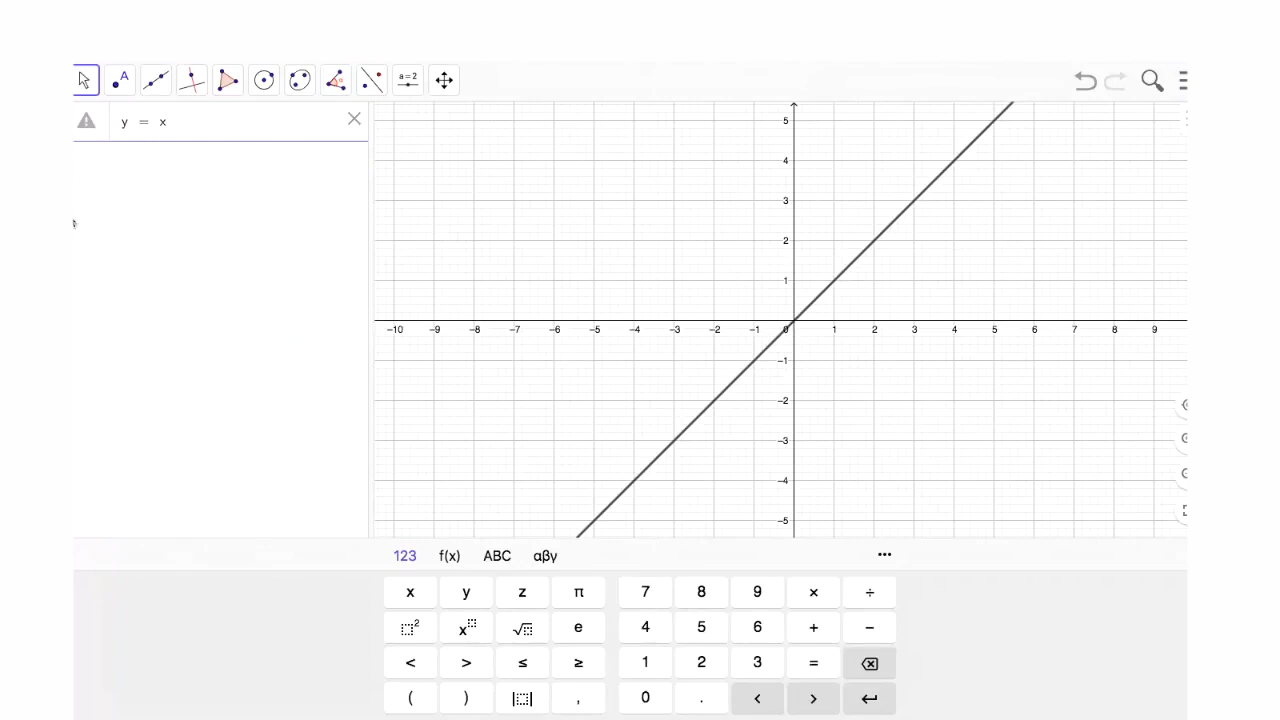 A
a = 2
y = x
5
4
3
2
1
−10 −9 −8 −7 −6 −5 −4 −3 −2 −1 0 1 2 3 4 5 6 7 8 9
−1
−2
−3
−4
−5
123 f(x) ABC αβγ ...
x y z π 7 8 9 × ÷
² x √ e 4 5 6 + −
< > ≤ ≥ 1 2 3 =
( ) | | , 0 . < >